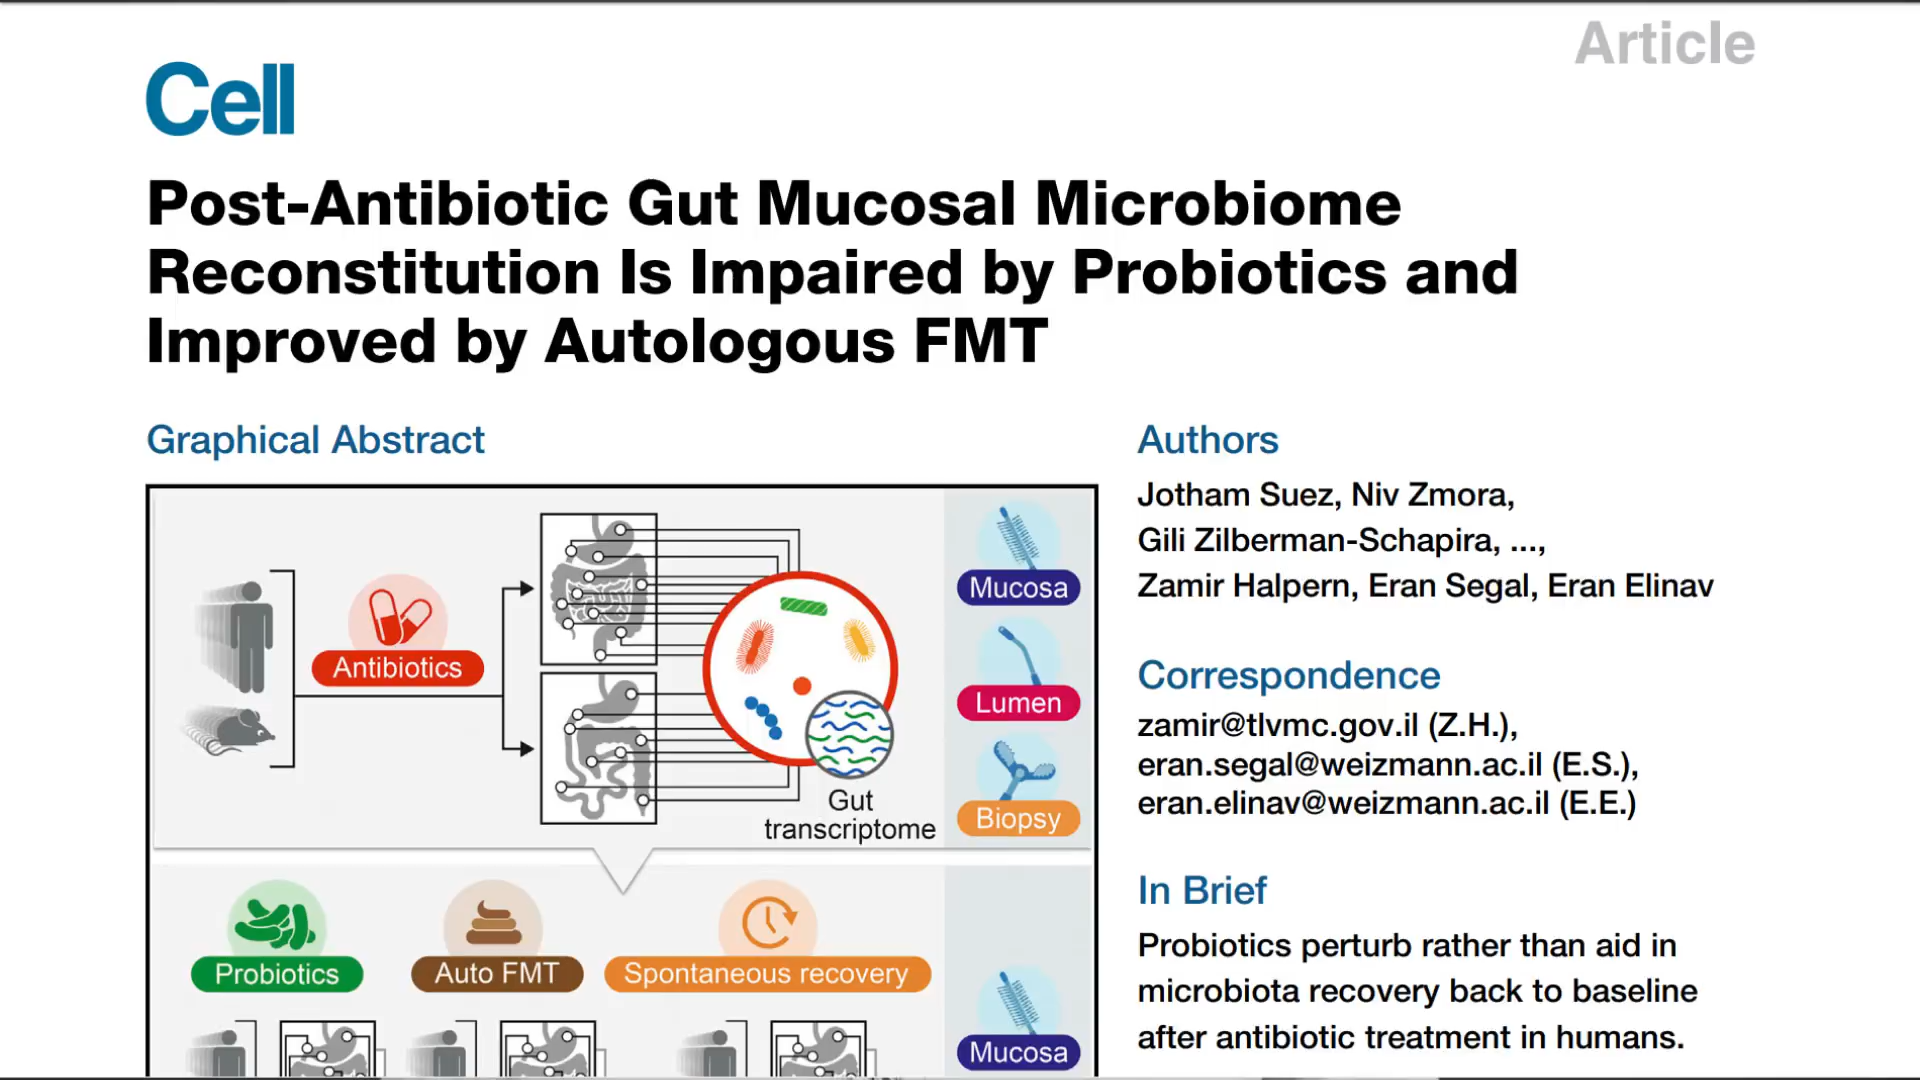 Article
Cell
Post-Antibiotic Gut Mucosal Microbiome
Reconstitution Is Impaired by Probiotics and
Improved by Autologous FMT
Graphical Abstract
Antibiotics
Gut
transcriptome
Mucosa
Lumen
Biopsy
Probiotics
Auto FMT
Spontaneous recovery
Mucosa
Authors
Jotham Suez, Niv Zmora,
Gili Zilberman-Schapira, ...,
Zamir Halpern, Eran Segal, Eran Elinav
Correspondence
zamir@tlvmc.gov.il (Z.H.),
eran.segal@weizmann.ac.il (E.S.),
eran.elinav@weizmann.ac.il (E.E.)
In Brief
Probiotics perturb rather than aid in
microbiota recovery back to baseline
after antibiotic treatment in humans.